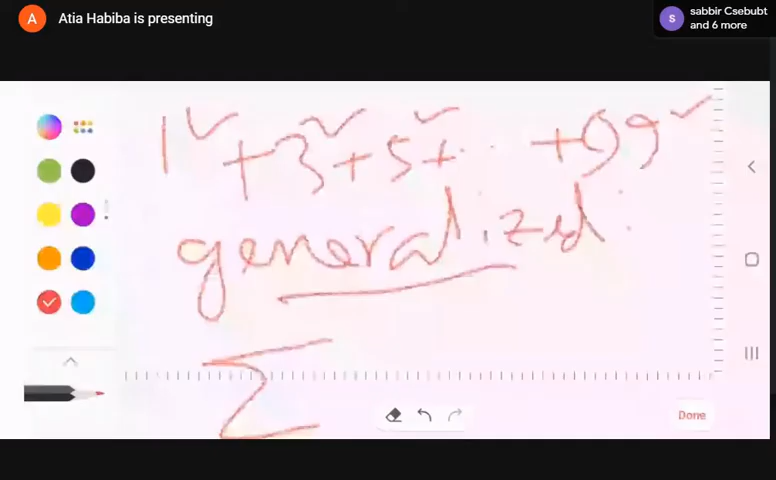 A Atia Habiba is presenting
S sabbir Csebubt
and 6 more
1² + 3² + 5² + .. + 99²
generalized.
Σ
Done